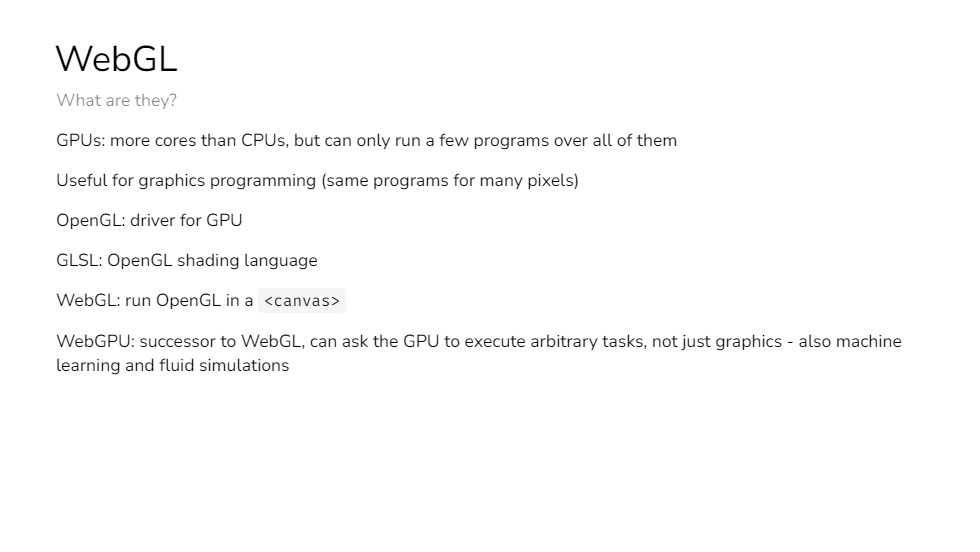 WebGL
What are they?
GPUs: more cores than CPUs, but can only run a few programs over all of them
Useful for graphics programming (same programs for many pixels)
OpenGL: driver for GPU
GLSL: OpenGL shading language
WebGL: run OpenGL in a <canvas>
WebGPU: successor to WebGL, can ask the GPU to execute arbitrary tasks, not just graphics - also machine
learning and fluid simulations